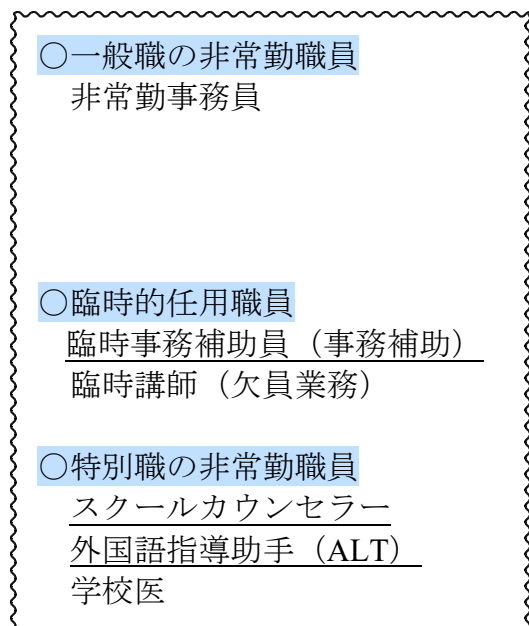 ○一般職の非常勤職員
非常勤事務員
○臨時的任用職員
臨時事務補助員（事務補助）
臨時講師（欠員業務）
○特別職の非常勤職員
スクールカウンセラー
外国語指導助手（ALT）
学校医